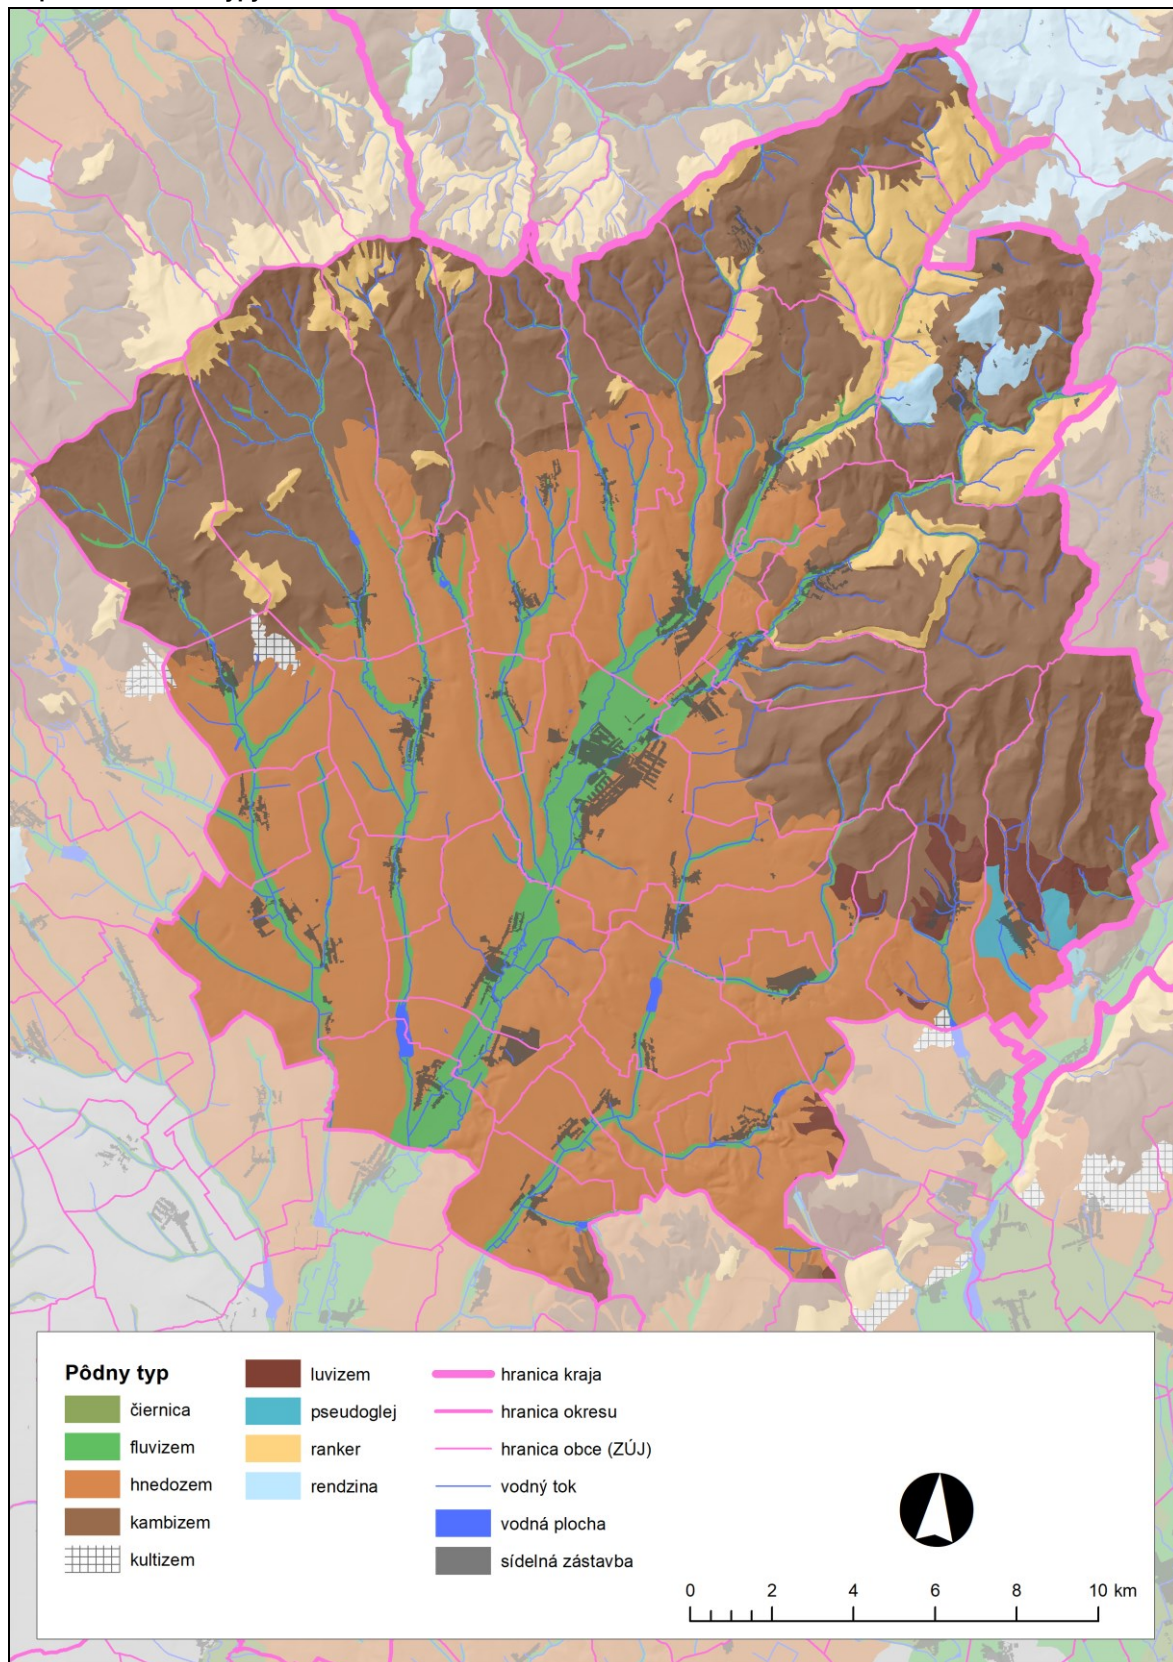 Pôdny typ
čiernica
fluvizem
hnedozem
kambizem
kultizem
luvizem
pseudoglej
ranker
rendzina
hranica kraja
hranica okresu
hranica obce (ZÚJ)
vodný tok
vodná plocha
sídelná zástavba
0 2 4 6 8 10 km